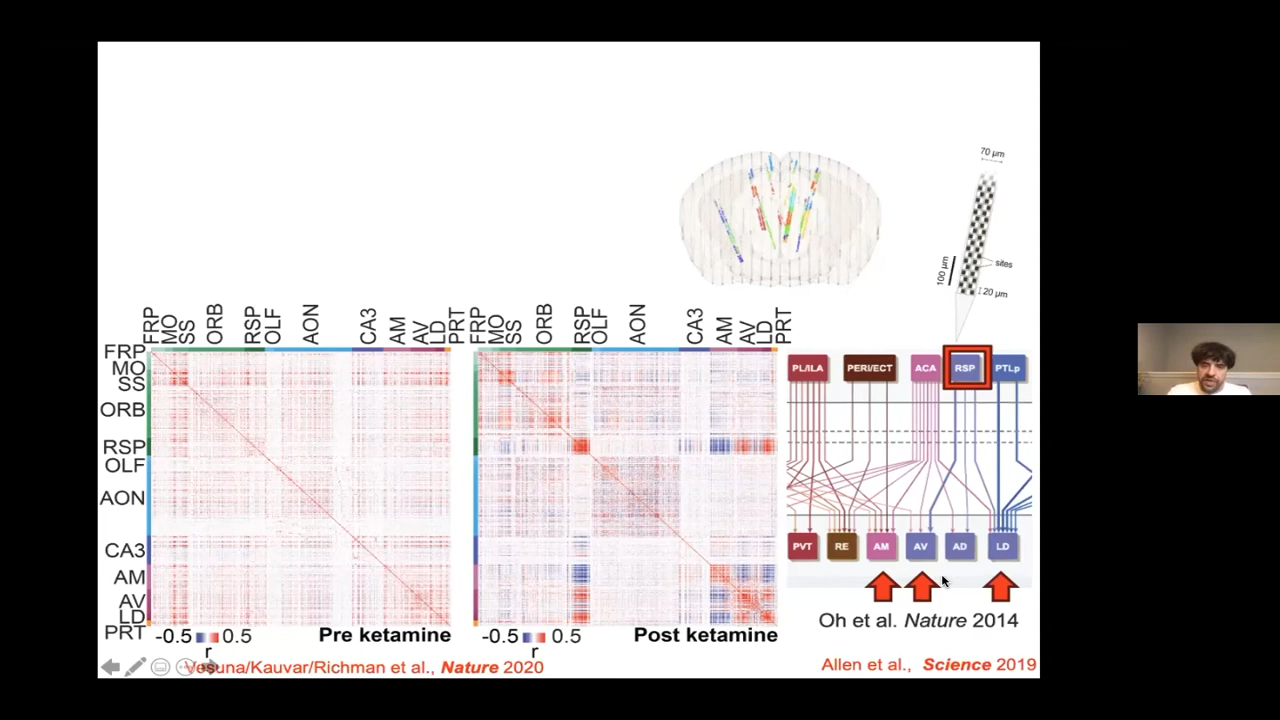 70 µm
100 µm
sites
20 µm
FRP MO SS ORB RSP OLF AON CA3 AM AV LD PRT
FRP MO SS ORB RSP OLF AON CA3 AM AV LD PRT
FRP
MO
SS
ORB
RSP
OLF
AON
CA3
AM
AV
LD
PRT
-0.5 0.5
r
Pre ketamine
-0.5 0.5
r
Post ketamine
PL/ILA PERI/ECT ACA RSP PTLp
PVT RE AM AV AD LD
Oh et al. Nature 2014
Vesuna/Kauvar/Richman et al., Nature 2020
Allen et al., Science 2019